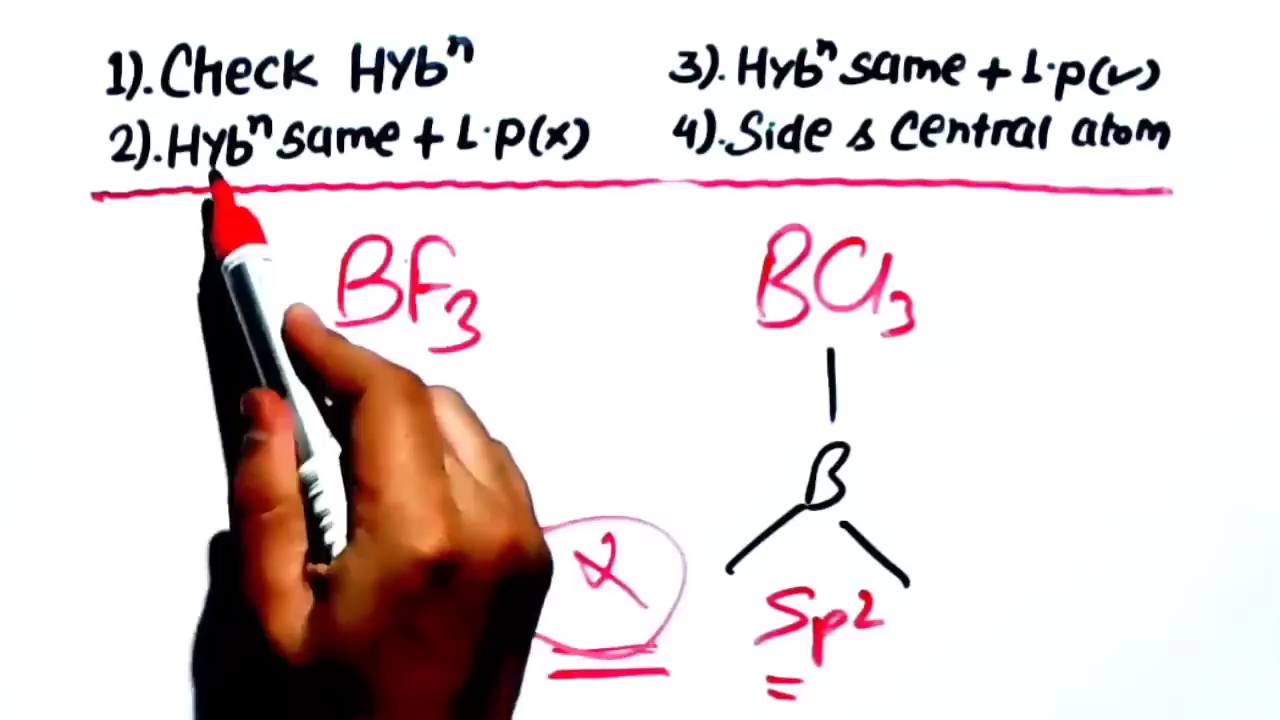 1). Check Hybⁿ
2). Hybⁿ same + L.p(x)
3). Hybⁿ same + L.p(✓)
4). Side & Central atom
BF₃
BCl₃
B
α
Sp²